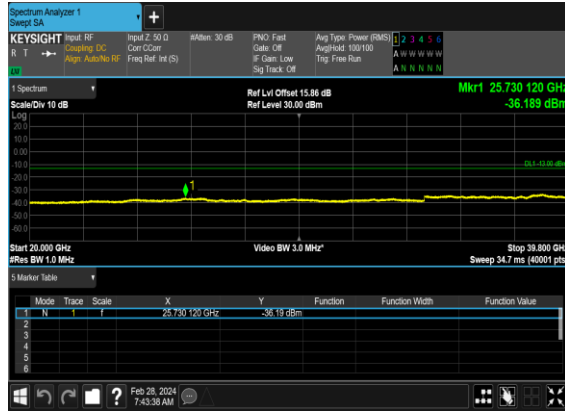 Spectrum Analyzer 1
Swept SA
+
KEYSIGHT Input: RF Input Z: 50 Ω #Atten: 30 dB PNO: Fast Avg Type: Power (RMS) 1 2 3 4 5 6
R T Coupling: DC Corr CCorr Gate: Off Avg|Hold: 100/100 A W W W W W
Align: Auto/No RF Freq Ref: Int (S) IF Gain: Low Trig: Free Run
LW Sig Track: Off A N N N N N
1 Spectrum Ref Lvl Offset 15.86 dB Mkr1 25.730 120 GHz
Scale/Div 10 dB Ref Level 30.00 dBm -36.189 dBm
Log
20.0
10.0
0.00
-10.0
DL1 -13.00 dBm
-20.0
-30.0
1
-40.0
-50.0
-60.0
Start 20.000 GHz Video BW 3.0 MHz* Stop 39.800 GHz
#Res BW 1.0 MHz Sweep 34.7 ms (40001 pts)
5 Marker Table
Mode Trace Scale X Y Function Function Width Function Value
1 N 1 f 25.730 120 GHz -36.19 dBm
2
3
4
5
6
? Feb 28, 2024
7:43:38 AM